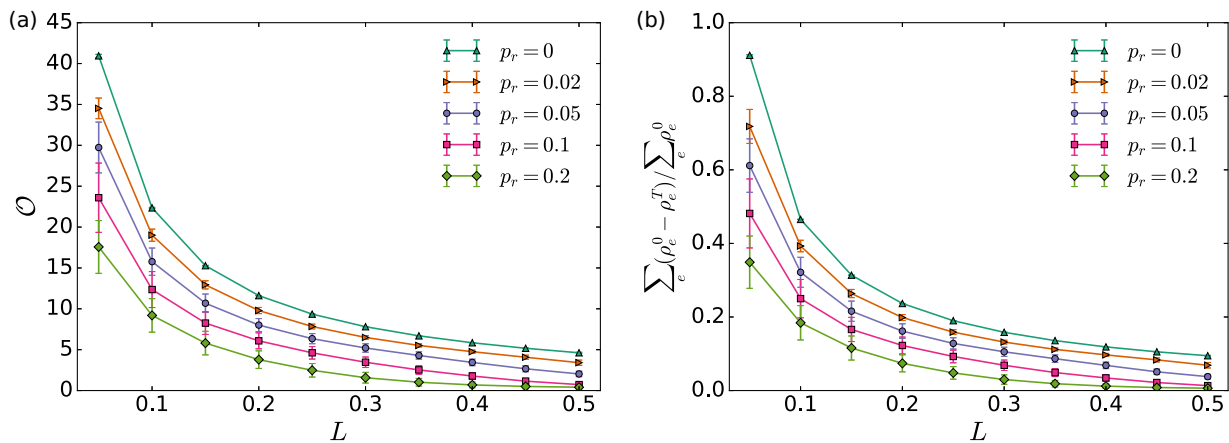 (a)
45
40
35
30
25
20
15
10
5
0
𝒪
0.1 0.2 0.3 0.4 0.5
L
p_r = 0
p_r = 0.02
p_r = 0.05
p_r = 0.1
p_r = 0.2
(b)
1.0
0.8
0.6
0.4
0.2
0.0
∑_e(ρ_e^0 − ρ_e^T)/∑_e ρ_e^0
0.1 0.2 0.3 0.4 0.5
L
p_r = 0
p_r = 0.02
p_r = 0.05
p_r = 0.1
p_r = 0.2